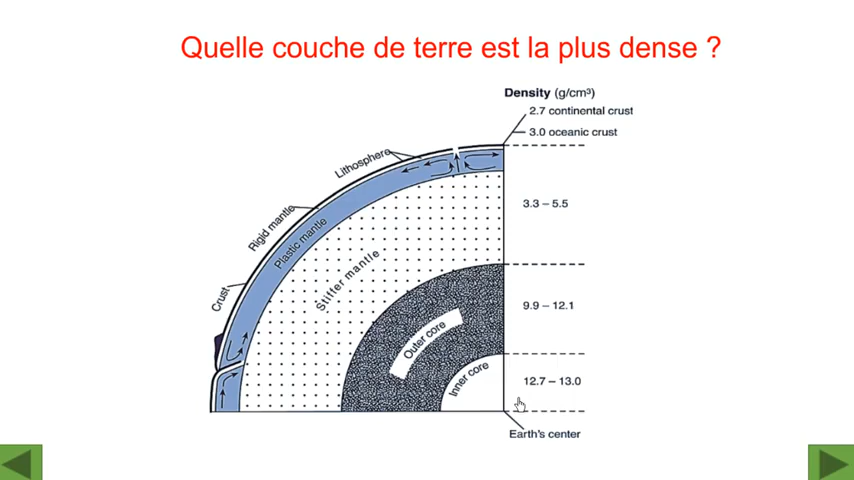 Quelle couche de terre est la plus dense ?
Density (g/cm³)
2.7 continental crust
3.0 oceanic crust
Lithosphere
Rigid mantle
Plastic mantle
Crust
Stiffer mantle
Outer core
Inner core
3.3 – 5.5
9.9 – 12.1
12.7 – 13.0
Earth's center